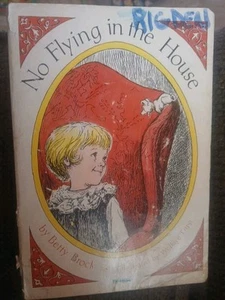 RIGDEN
No Flying in the House
by Betty Brock